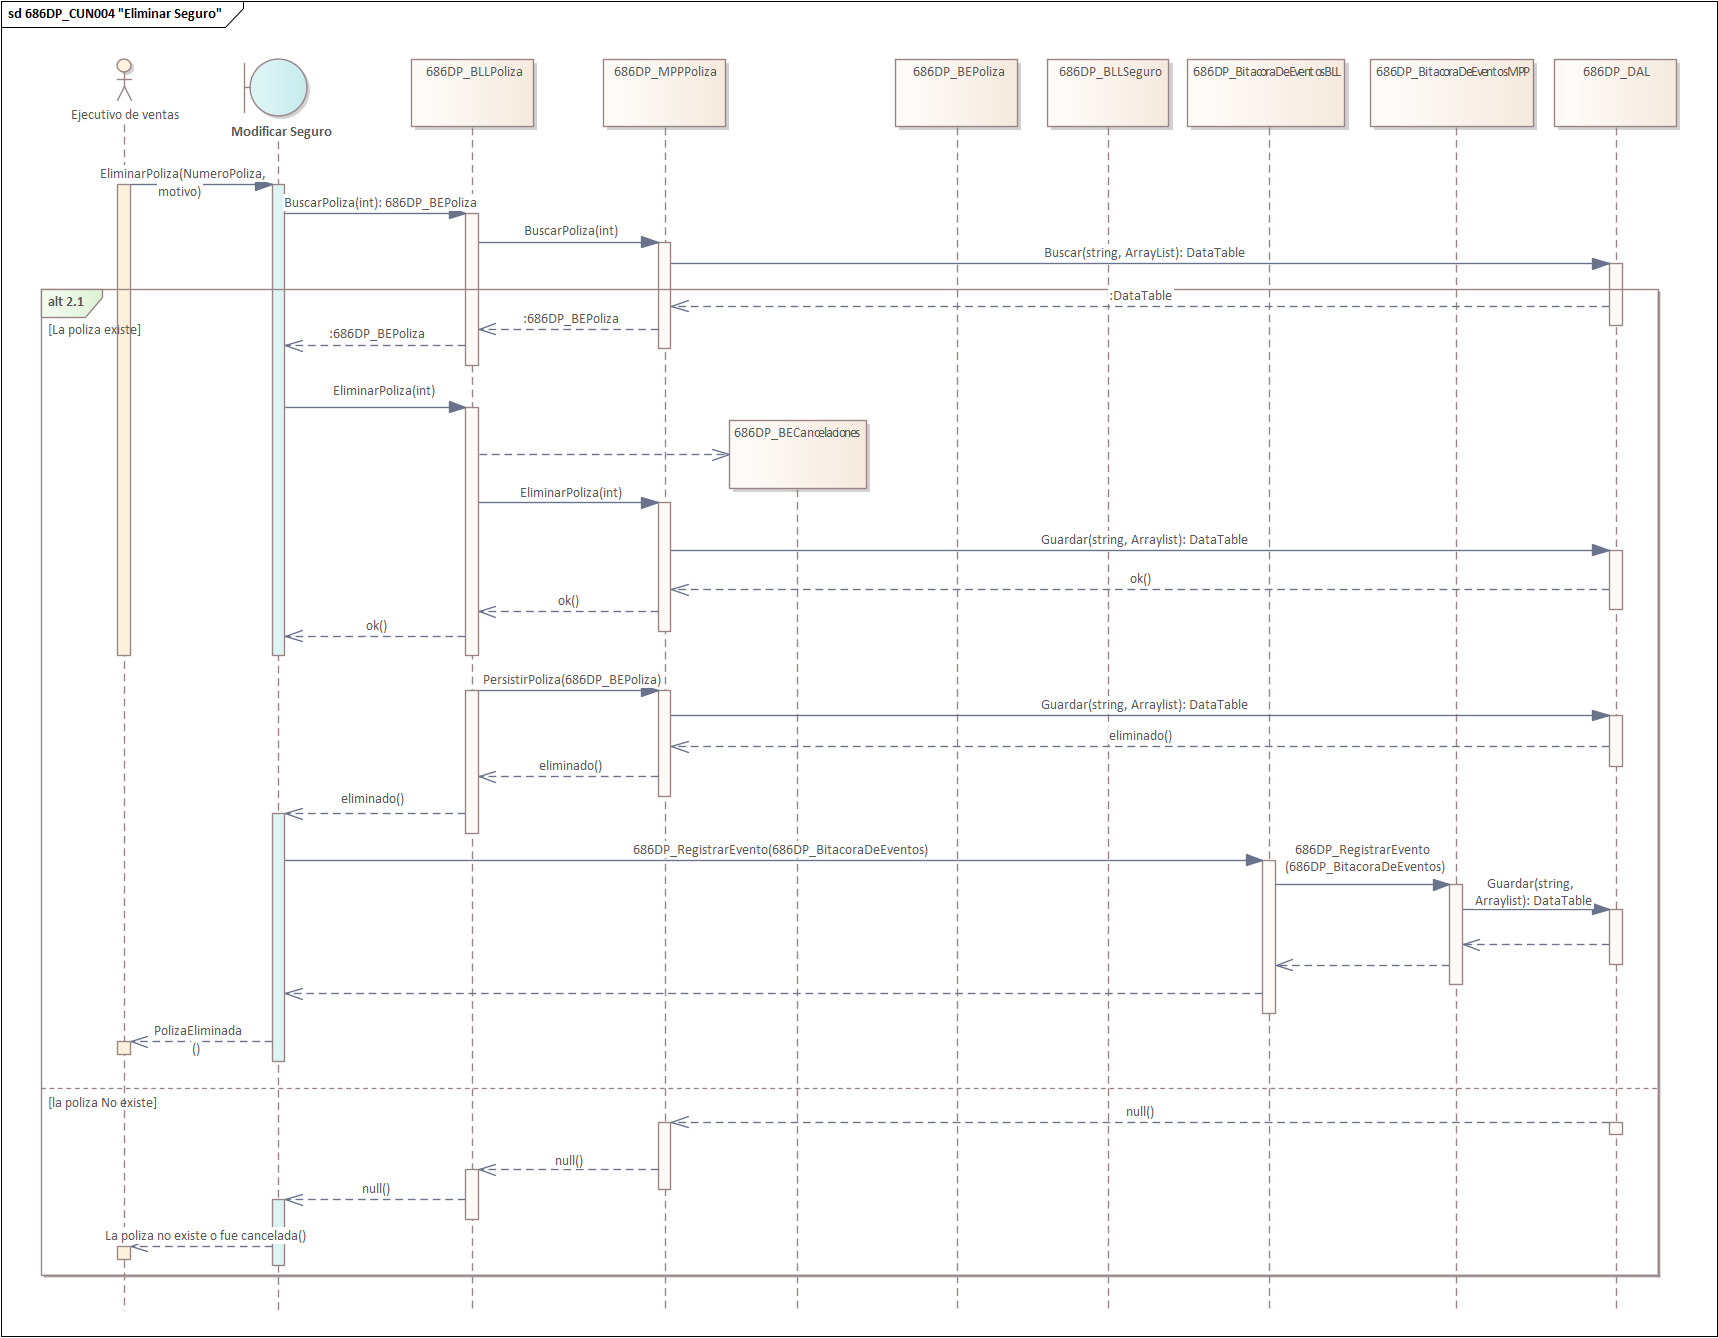 sd 686DP_CUN004 "Eliminar Seguro"
Ejecutivo de ventas
Modificar Seguro
686DP_BLLPoliza
686DP_MPPPoliza
686DP_BEPoliza
686DP_BLLSeguro
686DP_BitacoraDeEventosBLL
686DP_BitacoraDeEventosMPP
686DP_DAL
EliminarPoliza(NumeroPoliza,
motivo)
BuscarPoliza(int): 686DP_BEPoliza
BuscarPoliza(int)
Buscar(string, ArrayList): DataTable
alt 2.1
[La poliza existe]
:DataTable
:686DP_BEPoliza
:686DP_BEPoliza
EliminarPoliza(int)
686DP_BECancelaciones
EliminarPoliza(int)
Guardar(string, Arraylist): DataTable
ok()
ok()
ok()
PersistirPoliza(686DP_BEPoliza)
Guardar(string, Arraylist): DataTable
eliminado()
eliminado()
eliminado()
686DP_RegistrarEvento(686DP_BitacoraDeEventos)
686DP_RegistrarEvento
(686DP_BitacoraDeEventos)
Guardar(string,
Arraylist): DataTable
PolizaEliminada
()
[la poliza No existe]
null()
null()
null()
La poliza no existe o fue cancelada()